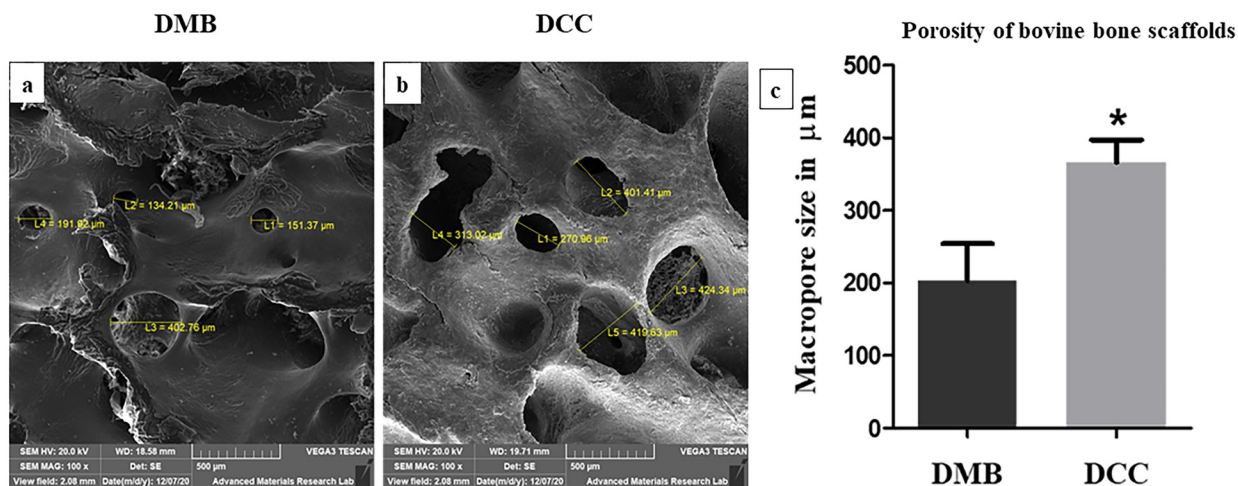 DMB
DCC
a
L2 = 134.21 µm
L4 = 191.92 µm
L1 = 151.37 µm
L3 = 402.76 µm
SEM HV: 20.0 kV WD: 18.58 mm VEGA3 TESCAN
SEM MAG: 100 x Det: SE 500 µm
View field: 2.08 mm Date(m/d/y): 12/07/20 Advanced Materials Research Lab
b
L2 = 401.41 µm
L4 = 313.02 µm
L1 = 270.96 µm
L3 = 424.34 µm
L5 = 419.63 µm
SEM HV: 20.0 kV WD: 19.71 mm VEGA3 TESCAN
SEM MAG: 100 x Det: SE 500 µm
View field: 2.08 mm Date(m/d/y): 12/07/20 Advanced Materials Research Lab
c
Porosity of bovine bone scaffolds
Macropore size in µm
500
400
300
200
100
0
*
DMB
DCC